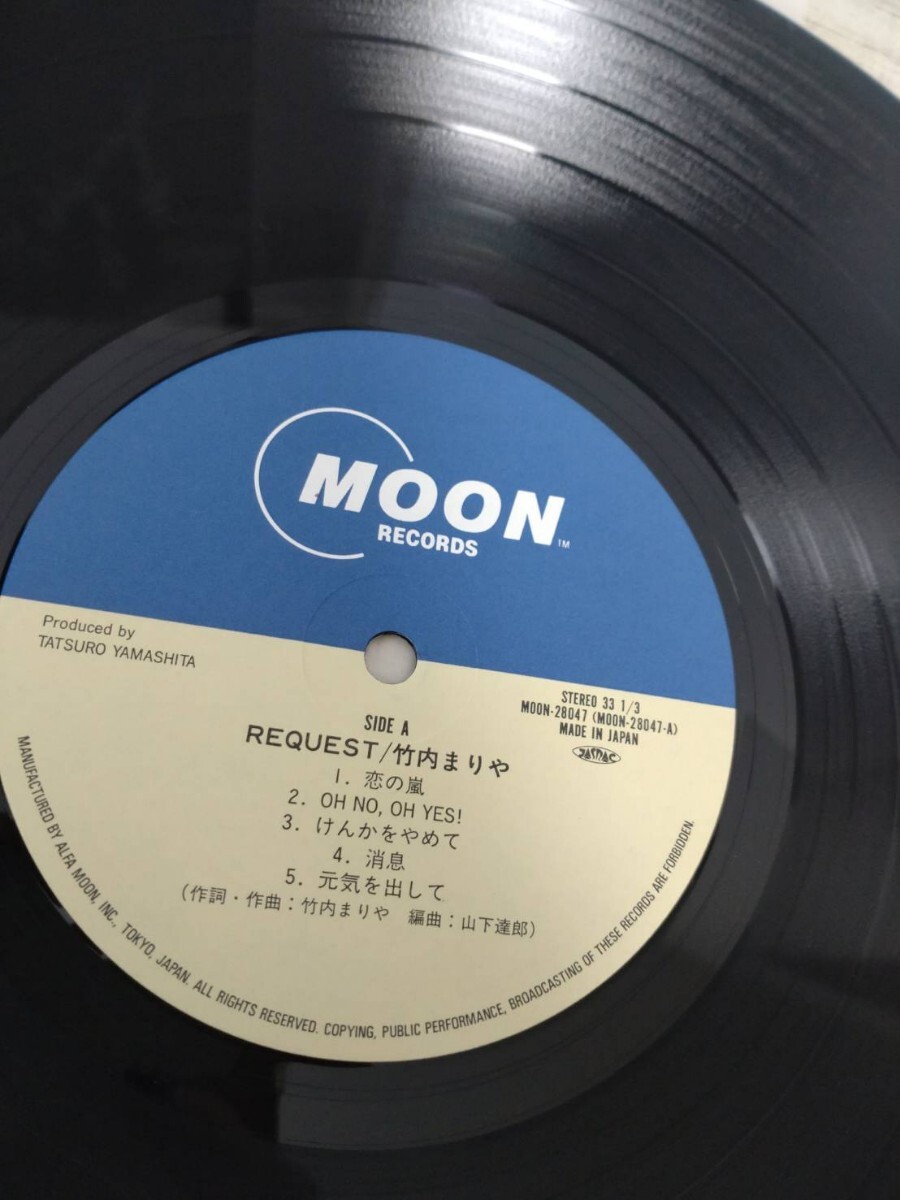 MOON
RECORDS
TM
Produced by
TATSURO YAMASHITA
STEREO 33 1/3
MOON-28047 (MOON-28047-A)
MADE IN JAPAN
JASRAC
SIDE A
REQUEST/竹内まりや
1. 恋の嵐
2. OH NO, OH YES!
3. けんかをやめて
4. 消息
5. 元気を出して
(作詞・作曲:竹内まりや 編曲:山下達郎)
MANUFACTURED BY ALFA MOON, INC., TOKYO, JAPAN. ALL RIGHTS RESERVED. COPYING, PUBLIC PERFORMANCE, BROADCASTING OF THESE RECORDS ARE FORBIDDEN.